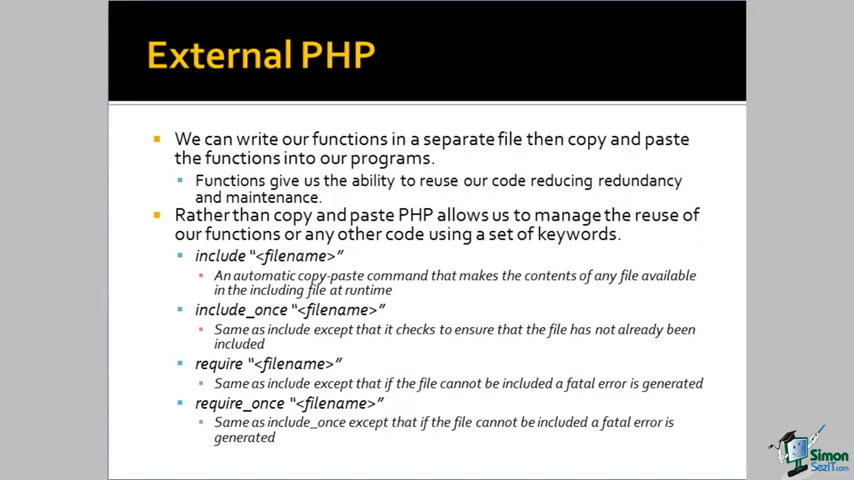 External PHP
We can write our functions in a separate file then copy and paste
the functions into our programs.
Functions give us the ability to reuse our code reducing redundancy
and maintenance.
Rather than copy and paste PHP allows us to manage the reuse of
our functions or any other code using a set of keywords.
include “<filename>”
An automatic copy-paste command that makes the contents of any file available
in the including file at runtime
include_once “<filename>”
Same as include except that it checks to ensure that the file has not already been
included
require “<filename>”
Same as include except that if the file cannot be included a fatal error is generated
require_once “<filename>”
Same as include_once except that if the file cannot be included a fatal error is
generated
Simon
SezIT.com